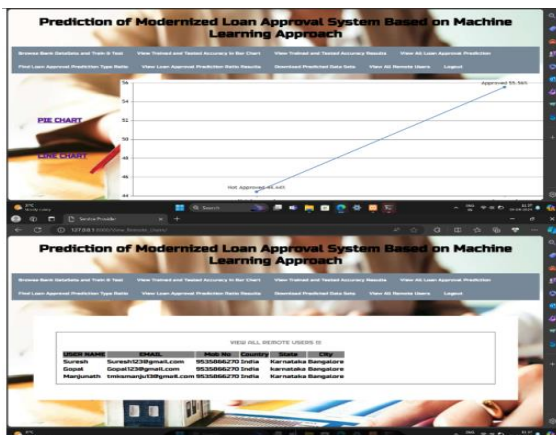 Prediction of Modernized Loan Approval System Based on Machine
Learning Approach
Browse Bank DataSets and Train & Test View Trained and Tested Accuracy in Bar Chart View Trained and Tested Accuracy Results View All Loan Approval Prediction
Find Loan Approval Prediction Type Ratio View Loan Approval Prediction Ratio Results Download Predicted Data Sets View All Remote Users Logout
56
Approved 55.56%
54
PIE CHART
52
50
48
LINE CHART
46
Not Approved 44.44%
44
Search
Service Provider
Prediction of Modernized Loan Approval System Based on Machine
Learning Approach
Browse Bank DataSets and Train & Test View Trained and Tested Accuracy in Bar Chart View Trained and Tested Accuracy Results View All Loan Approval Prediction
Find Loan Approval Prediction Type Ratio View Loan Approval Prediction Ratio Results Download Predicted Data Sets View All Remote Users Logout
VIEW ALL REMOTE USERS !!!
USER NAME EMAIL Mob No Country State City
Suresh Suresh123@gmail.com 9535866270 India Karnataka Bangalore
Gopal Gopal123@gmail.com 9535866270 India Karnataka Bangalore
Manjunath tmksmanju13@gmail.com 9535866270 India Karnataka Bangalore